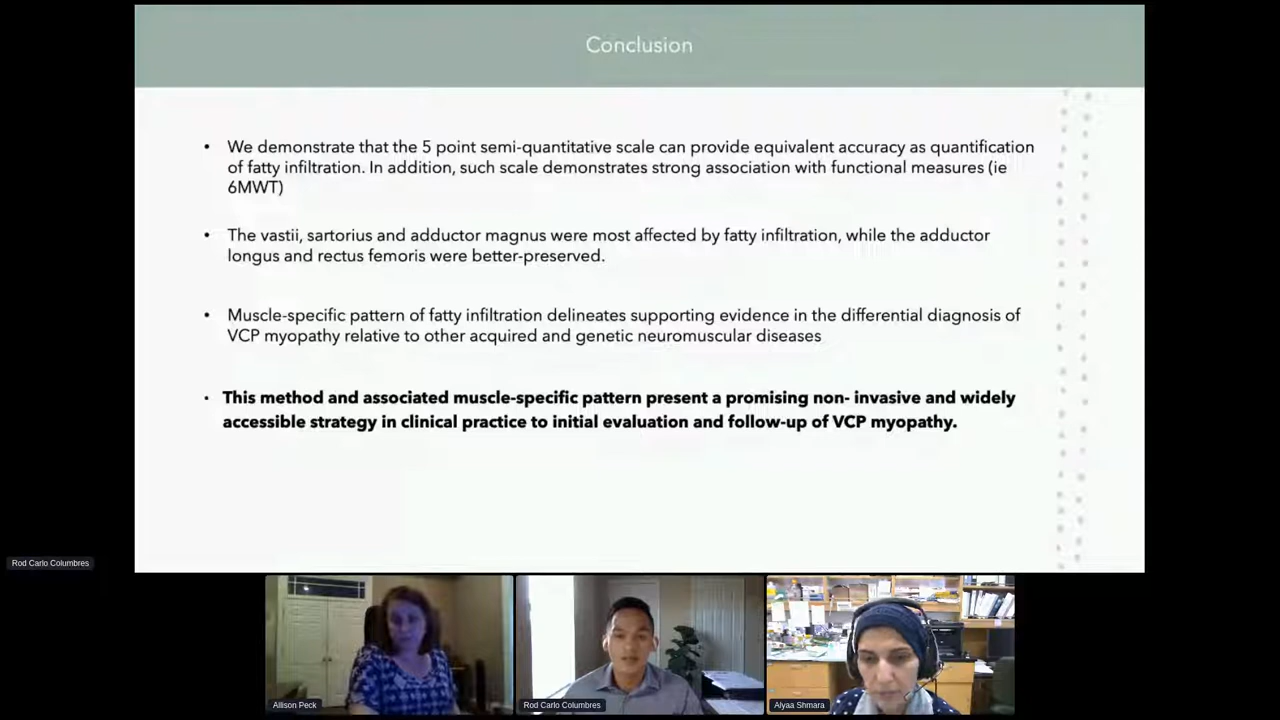 Conclusion
• We demonstrate that the 5 point semi-quantitative scale can provide equivalent accuracy as quantification
of fatty infiltration. In addition, such scale demonstrates strong association with functional measures (ie
6MWT)
• The vastii, sartorius and adductor magnus were most affected by fatty infiltration, while the adductor
longus and rectus femoris were better-preserved.
• Muscle-specific pattern of fatty infiltration delineates supporting evidence in the differential diagnosis of
VCP myopathy relative to other acquired and genetic neuromuscular diseases
• This method and associated muscle-specific pattern present a promising non- invasive and widely
accessible strategy in clinical practice to initial evaluation and follow-up of VCP myopathy.
Rod Carlo Columbres
Allison Peck
Rod Carlo Columbres
Alyaa Shmara